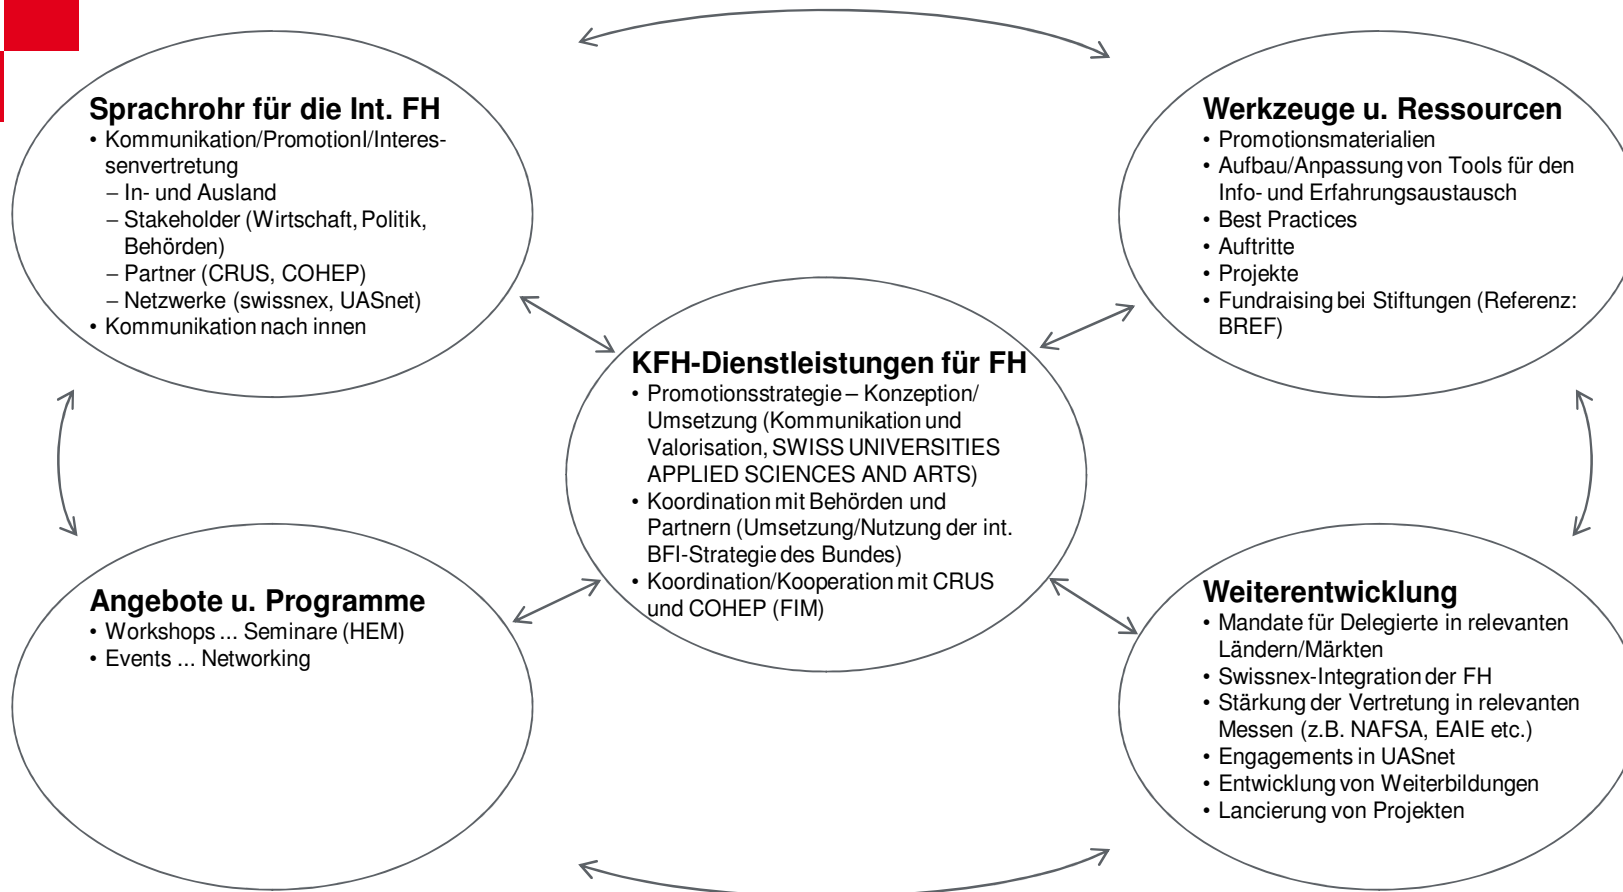 Sprachrohr für die Int. FH
• Kommunikation/Promotionl/Interes-
senvertretung
– In- und Ausland
– Stakeholder (Wirtschaft, Politik,
Behörden)
– Partner (CRUS, COHEP)
– Netzwerke (swissnex, UASnet)
• Kommunikation nach innen
Werkzeuge u. Ressourcen
• Promotionsmaterialien
• Aufbau/Anpassung von Tools für den
Info- und Erfahrungsaustausch
• Best Practices
• Auftritte
• Projekte
• Fundraising bei Stiftungen (Referenz:
BREF)
KFH-Dienstleistungen für FH
• Promotionsstrategie – Konzeption/
Umsetzung (Kommunikation und
Valorisation, SWISS UNIVERSITIES
APPLIED SCIENCES AND ARTS)
• Koordination mit Behörden und
Partnern (Umsetzung/Nutzung der int.
BFI-Strategie des Bundes)
• Koordination/Kooperation mit CRUS
und COHEP (FIM)
Angebote u. Programme
• Workshops ... Seminare (HEM)
• Events ... Networking
Weiterentwicklung
• Mandate für Delegierte in relevanten
Ländern/Märkten
• Swissnex-Integration der FH
• Stärkung der Vertretung in relevanten
Messen (z.B. NAFSA, EAIE etc.)
• Engagements in UASnet
• Entwicklung von Weiterbildungen
• Lancierung von Projekten